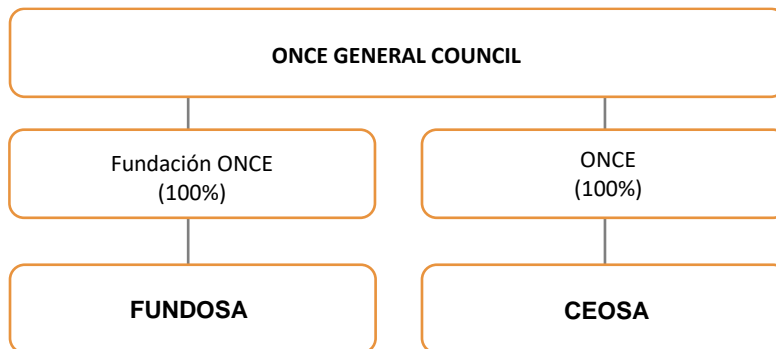 ONCE GENERAL COUNCIL
Fundación ONCE
(100%)
ONCE
(100%)
FUNDOSA
CEOSA